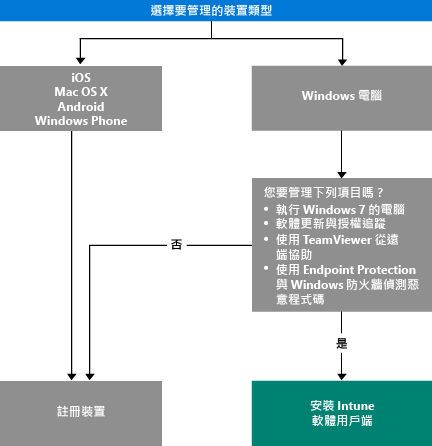 選擇要管理的裝置類型
iOS
Mac OS X
Android
Windows Phone
Windows 電腦
您要管理下列項目嗎？
• 執行 Windows 7 的電腦
• 軟體更新與授權追蹤
• 使用 TeamViewer 從遠
端協助
• 使用 Endpoint Protection
與 Windows 防火牆偵測惡
意程式碼
否
是
註冊裝置
安裝 Intune
軟體用戶端